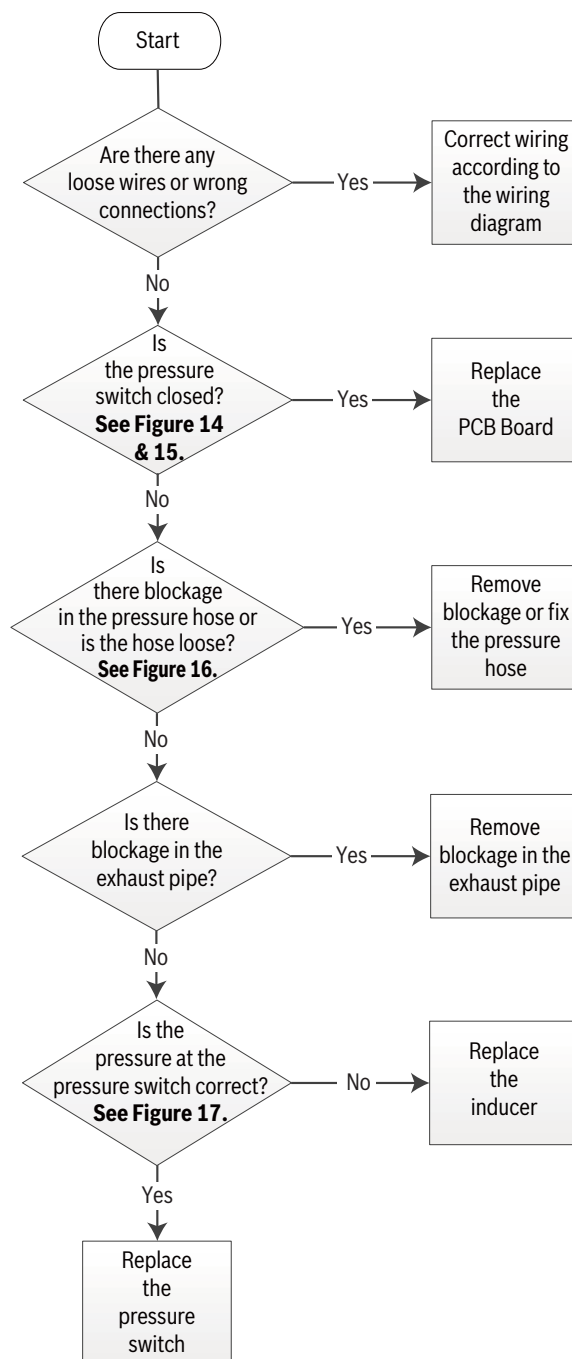 Start
Are there any
loose wires or wrong
connections?
Yes
Correct wiring
according to
the wiring
diagram
No
Is
the pressure
switch closed?
See Figure 14
& 15.
Yes
Replace
the
PCB Board
No
Is
there blockage
in the pressure hose or
is the hose loose?
See Figure 16.
Yes
Remove
blockage or fix
the pressure
hose
No
Is there
blockage in the
exhaust pipe?
Yes
Remove
blockage in the
exhaust pipe
No
Is the
pressure at the
pressure switch correct?
See Figure 17.
No
Replace
the
inducer
Yes
Replace
the
pressure
switch